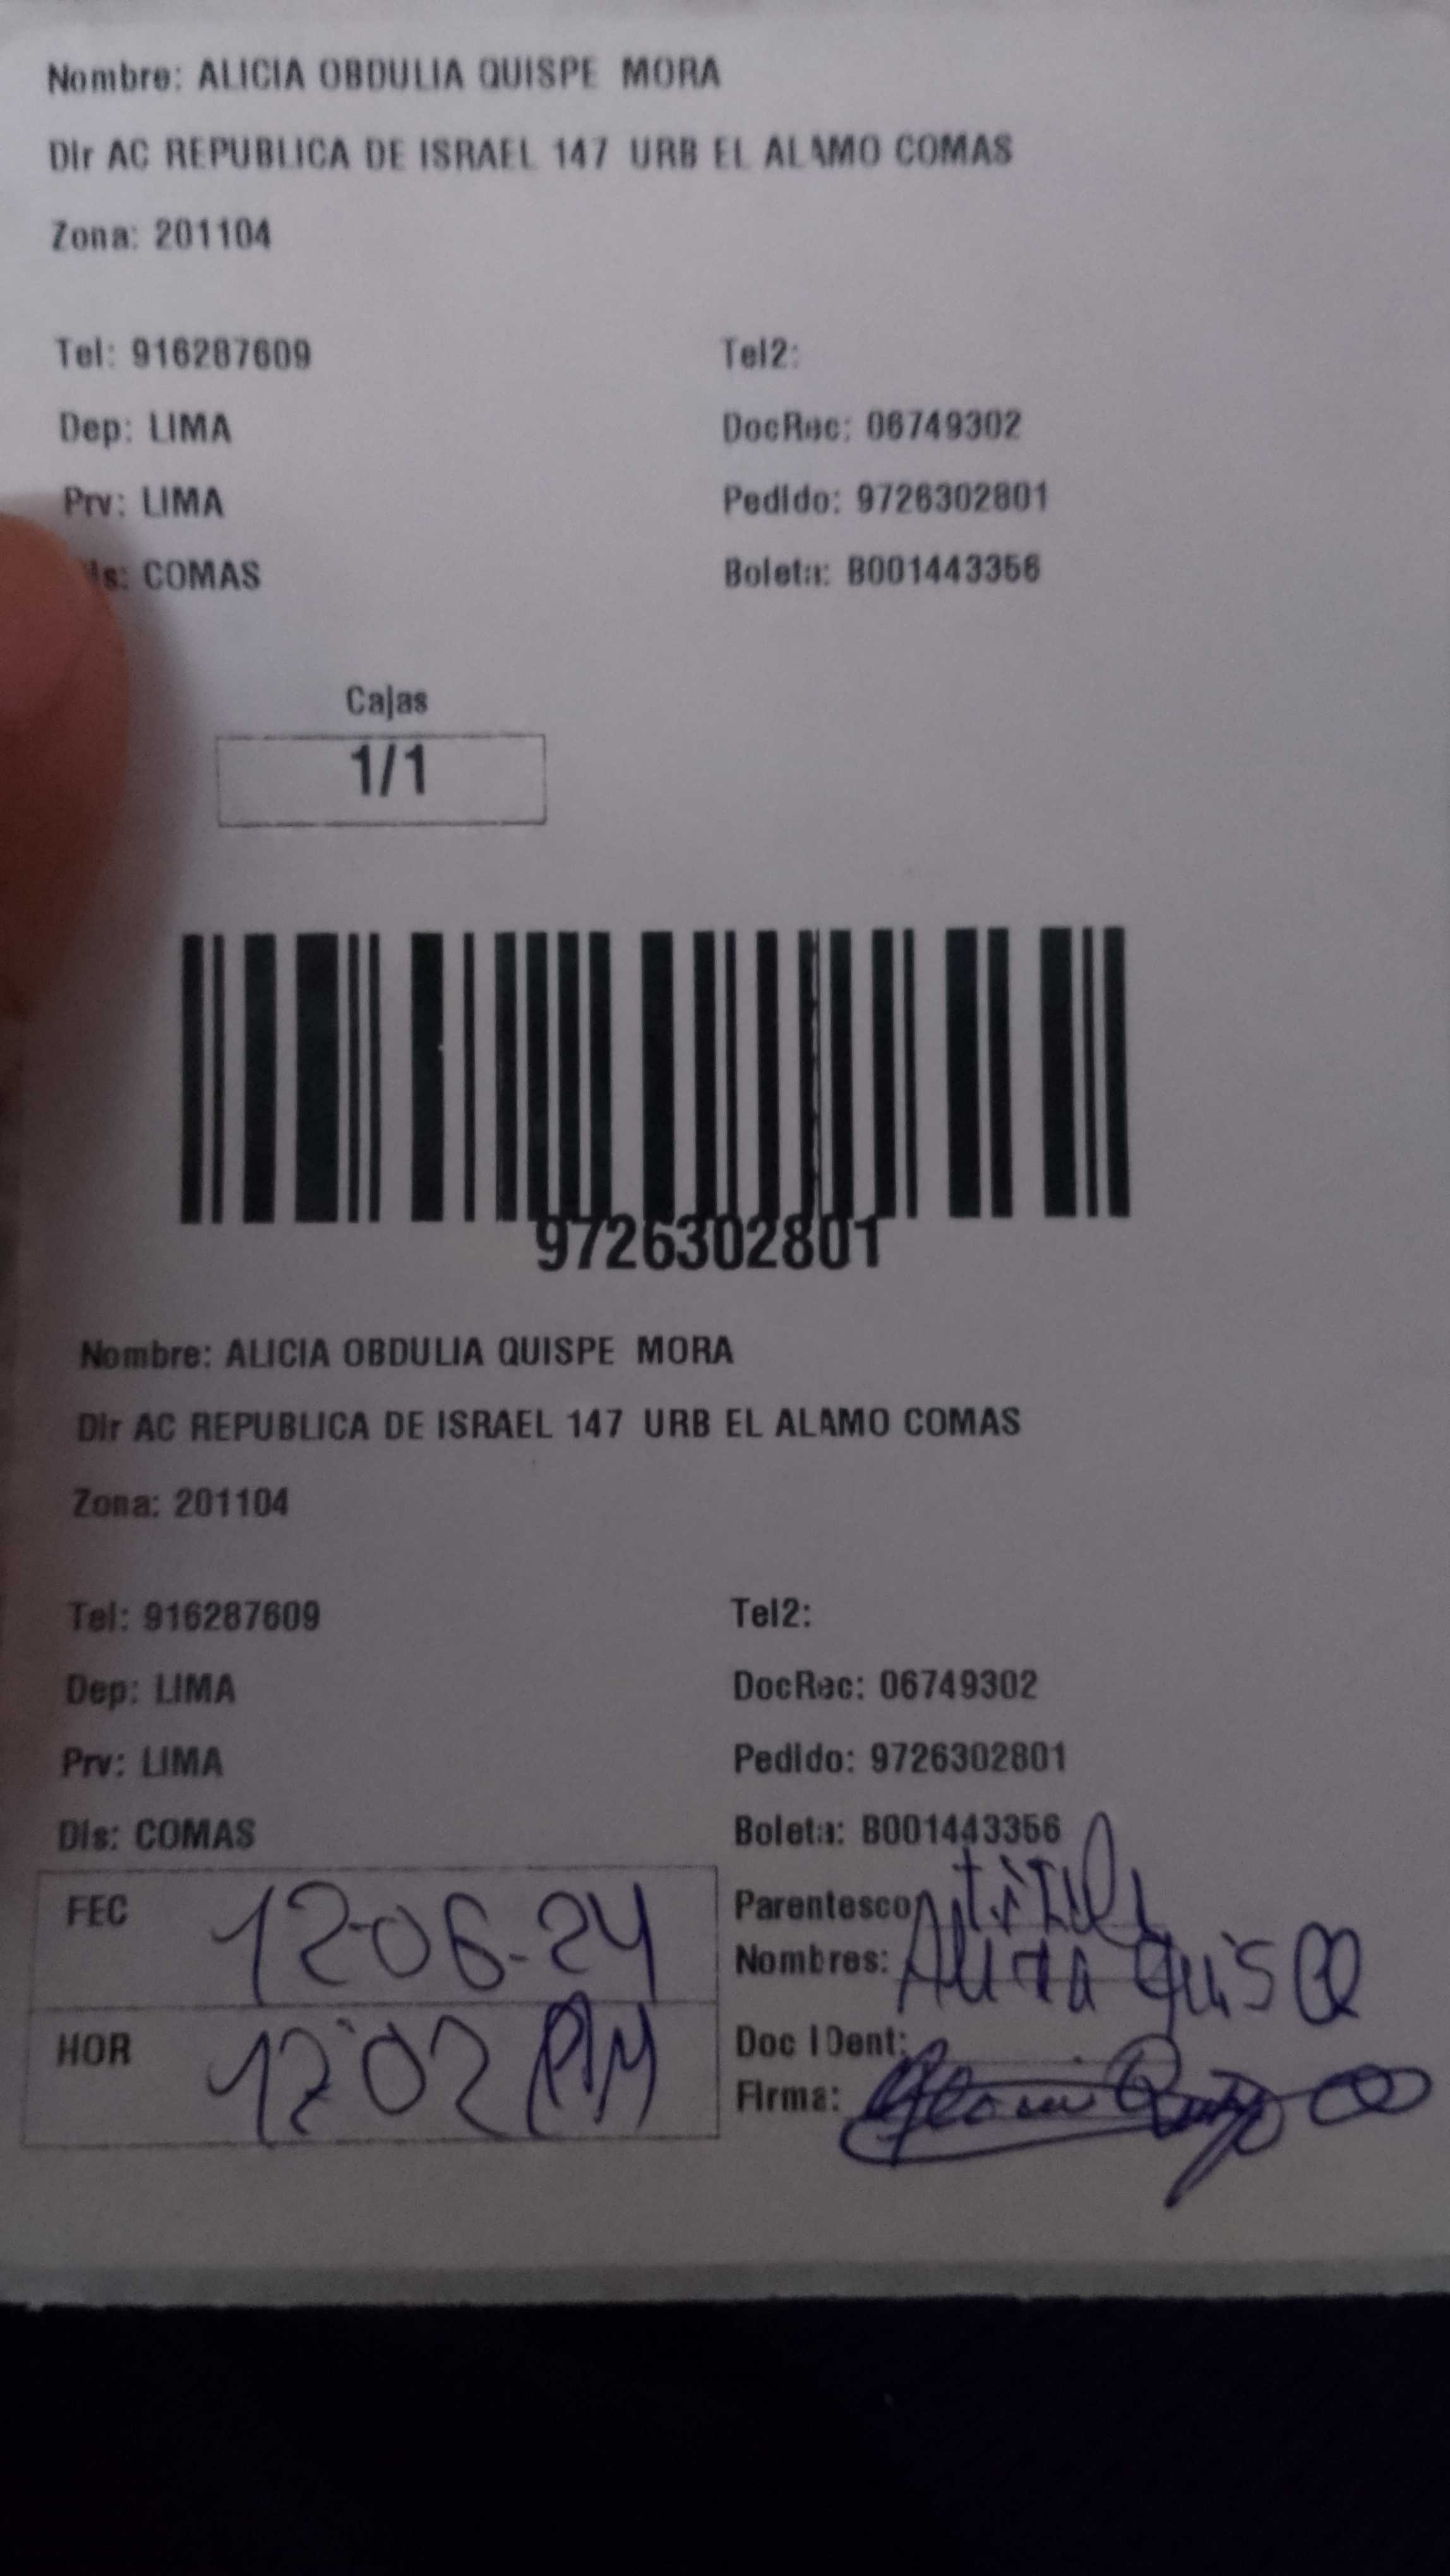 Nombre: ALICIA OBDULIA QUISPE MORA
Dir AC REPUBLICA DE ISRAEL 147 URB EL ALAMO COMAS
Zona: 201104
Tel: 916287609 Tel2:
Dep: LIMA DocRec: 06749302
Prv: LIMA Pedido: 9726302801
is: COMAS Boleta: B001443356
Cajas
1/1
9726302801
Nombre: ALICIA OBDULIA QUISPE MORA
Dir AC REPUBLICA DE ISRAEL 147 URB EL ALAMO COMAS
Zona: 201104
Tel: 916287609 Tel2:
Dep: LIMA DocRec: 06749302
Prv: LIMA Pedido: 9726302801
Dis: COMAS Boleta: B001443356
FEC 12-06-24 Parentesco
Nombres: Alicia Quispe
HOR 12:02 PM Doc IDent:
Firma: